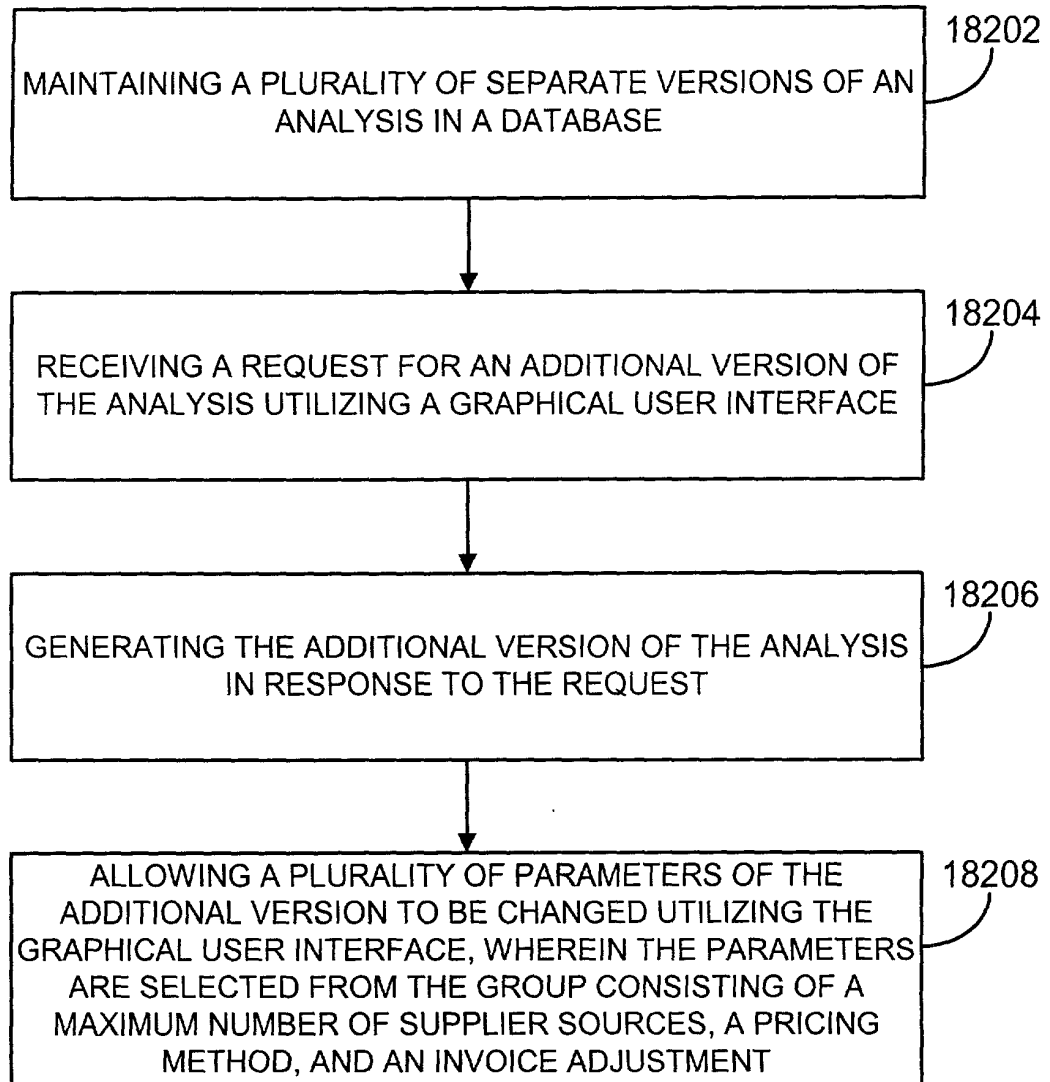 18202
MAINTAINING A PLURALITY OF SEPARATE VERSIONS OF AN
ANALYSIS IN A DATABASE
18204
RECEIVING A REQUEST FOR AN ADDITIONAL VERSION OF
THE ANALYSIS UTILIZING A GRAPHICAL USER INTERFACE
18206
GENERATING THE ADDITIONAL VERSION OF THE ANALYSIS
IN RESPONSE TO THE REQUEST
18208
ALLOWING A PLURALITY OF PARAMETERS OF THE
ADDITIONAL VERSION TO BE CHANGED UTILIZING THE
GRAPHICAL USER INTERFACE, WHEREIN THE PARAMETERS
ARE SELECTED FROM THE GROUP CONSISTING OF A
MAXIMUM NUMBER OF SUPPLIER SOURCES, A PRICING
METHOD, AND AN INVOICE ADJUSTMENT